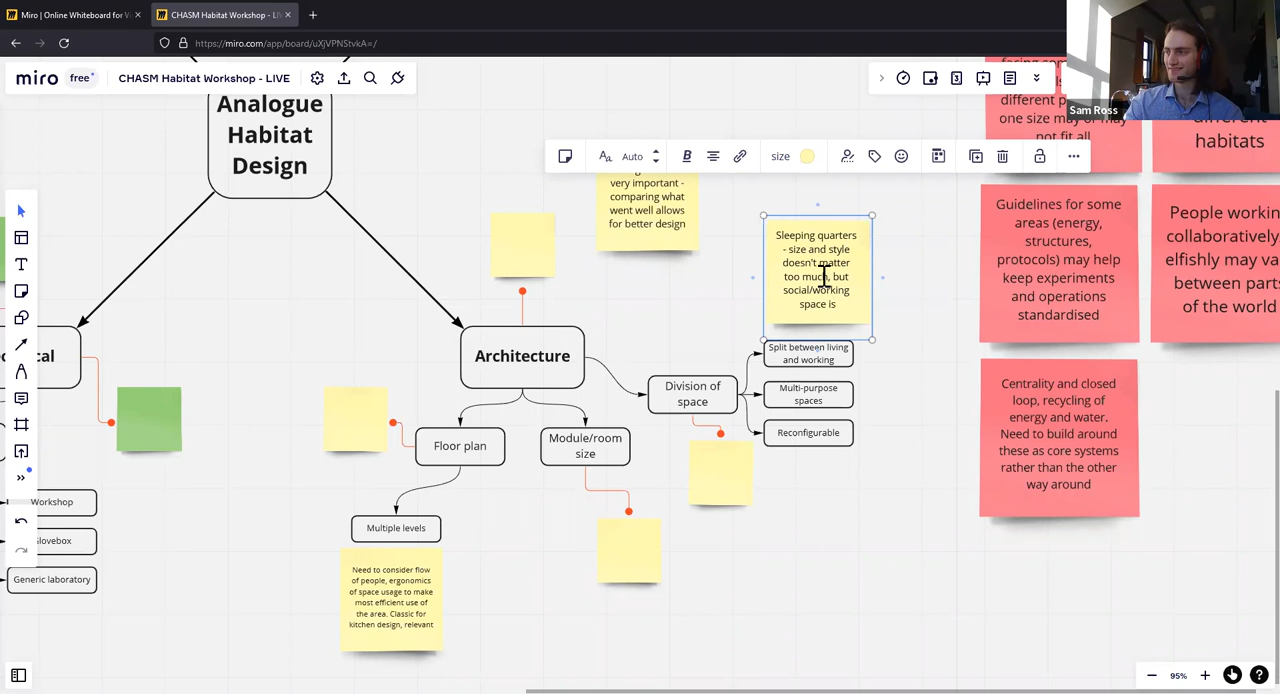 Miro | Online Whiteboard for Vi
CHASM Habitat Workshop - LIVE
https://miro.com/app/board/uXjVPNStvkA=/
miro
free
CHASM Habitat Workshop - LIVE
3
Sam Ross
Auto
B
size
Analogue
Habitat
Design
very important -
comparing what
went well allows
for better design
Sleeping quarters
- size and style
doesn't matter
too much, but
social/working
space is
different
one size may or may
not fit all
habitats
Guidelines for some
areas (energy,
structures,
protocols) may help
keep experiments
and operations
standardised
People workin
collaboratively,
elfishly may va
between parts
of the world
Centrality and closed
loop, recycling of
energy and water.
Need to build around
these as core systems
rather than the other
way around
Architecture
Division of
space
Split between living
and working
Multi-purpose
spaces
Reconfigurable
Floor plan
Module/room
size
Multiple levels
Need to consider flow
of people, ergonomics
of space usage to make
most efficient use of
the area. Classic for
kitchen design, relevant
Workshop
lovebox
Generic laboratory
95%